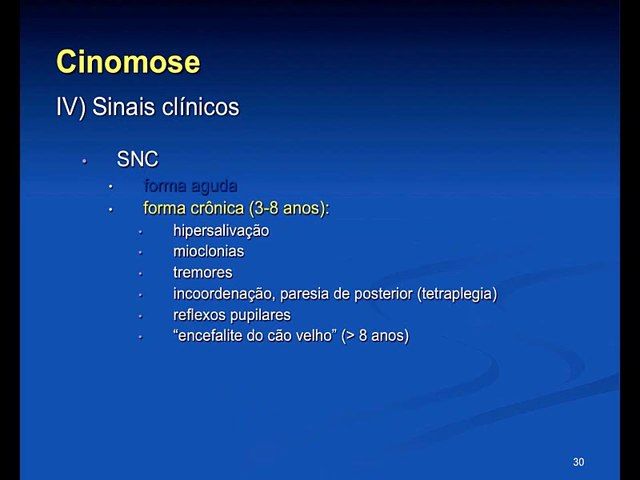 Cinomose
IV) Sinais clínicos
• SNC
• forma aguda
• forma crônica (3-8 anos):
• hipersalivação
• mioclonias
• tremores
• incoordenação, paresia de posterior (tetraplegia)
• reflexos pupilares
• “encefalite do cão velho” (> 8 anos)
30